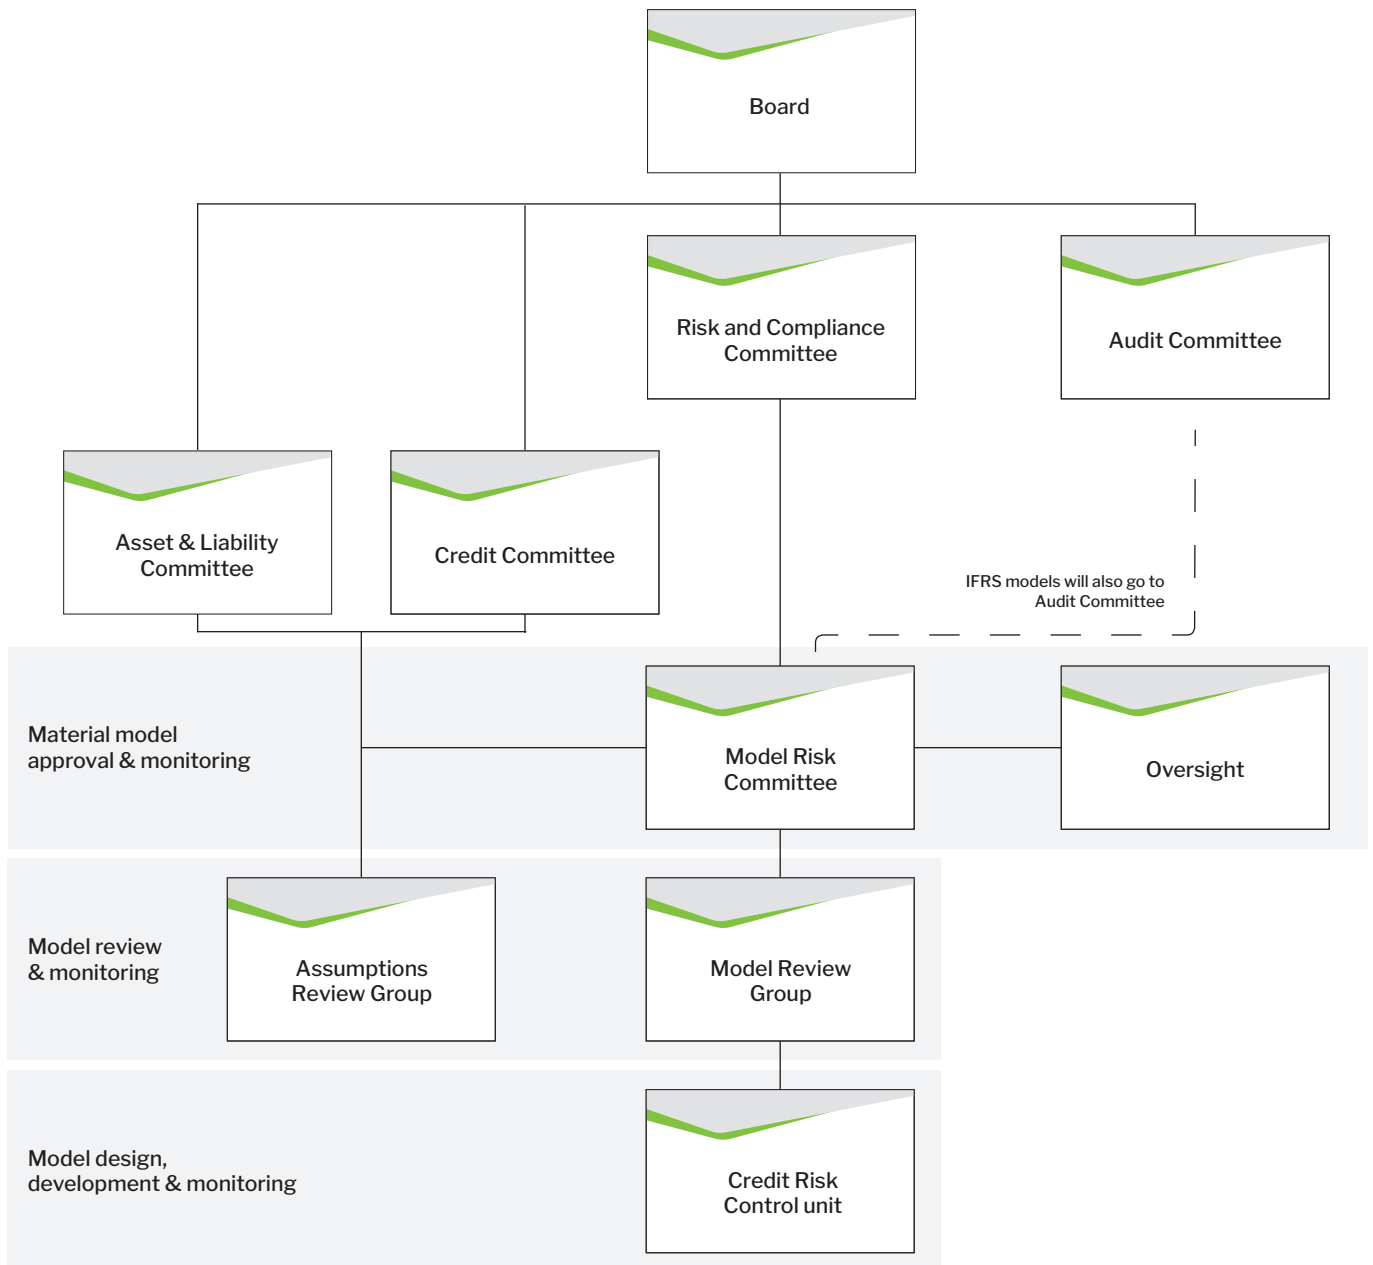 Board
Risk and Compliance
Committee
Audit Committee
Asset & Liability
Committee
Credit Committee
IFRS models will also go to
Audit Committee
Material model
approval & monitoring
Model Risk
Committee
Oversight
Model review
& monitoring
Assumptions
Review Group
Model Review
Group
Model design,
development & monitoring
Credit Risk
Control unit